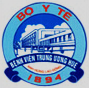 BỘ Y TẾ
BỆNH VIỆN TRUNG ƯƠNG HUẾ
1894